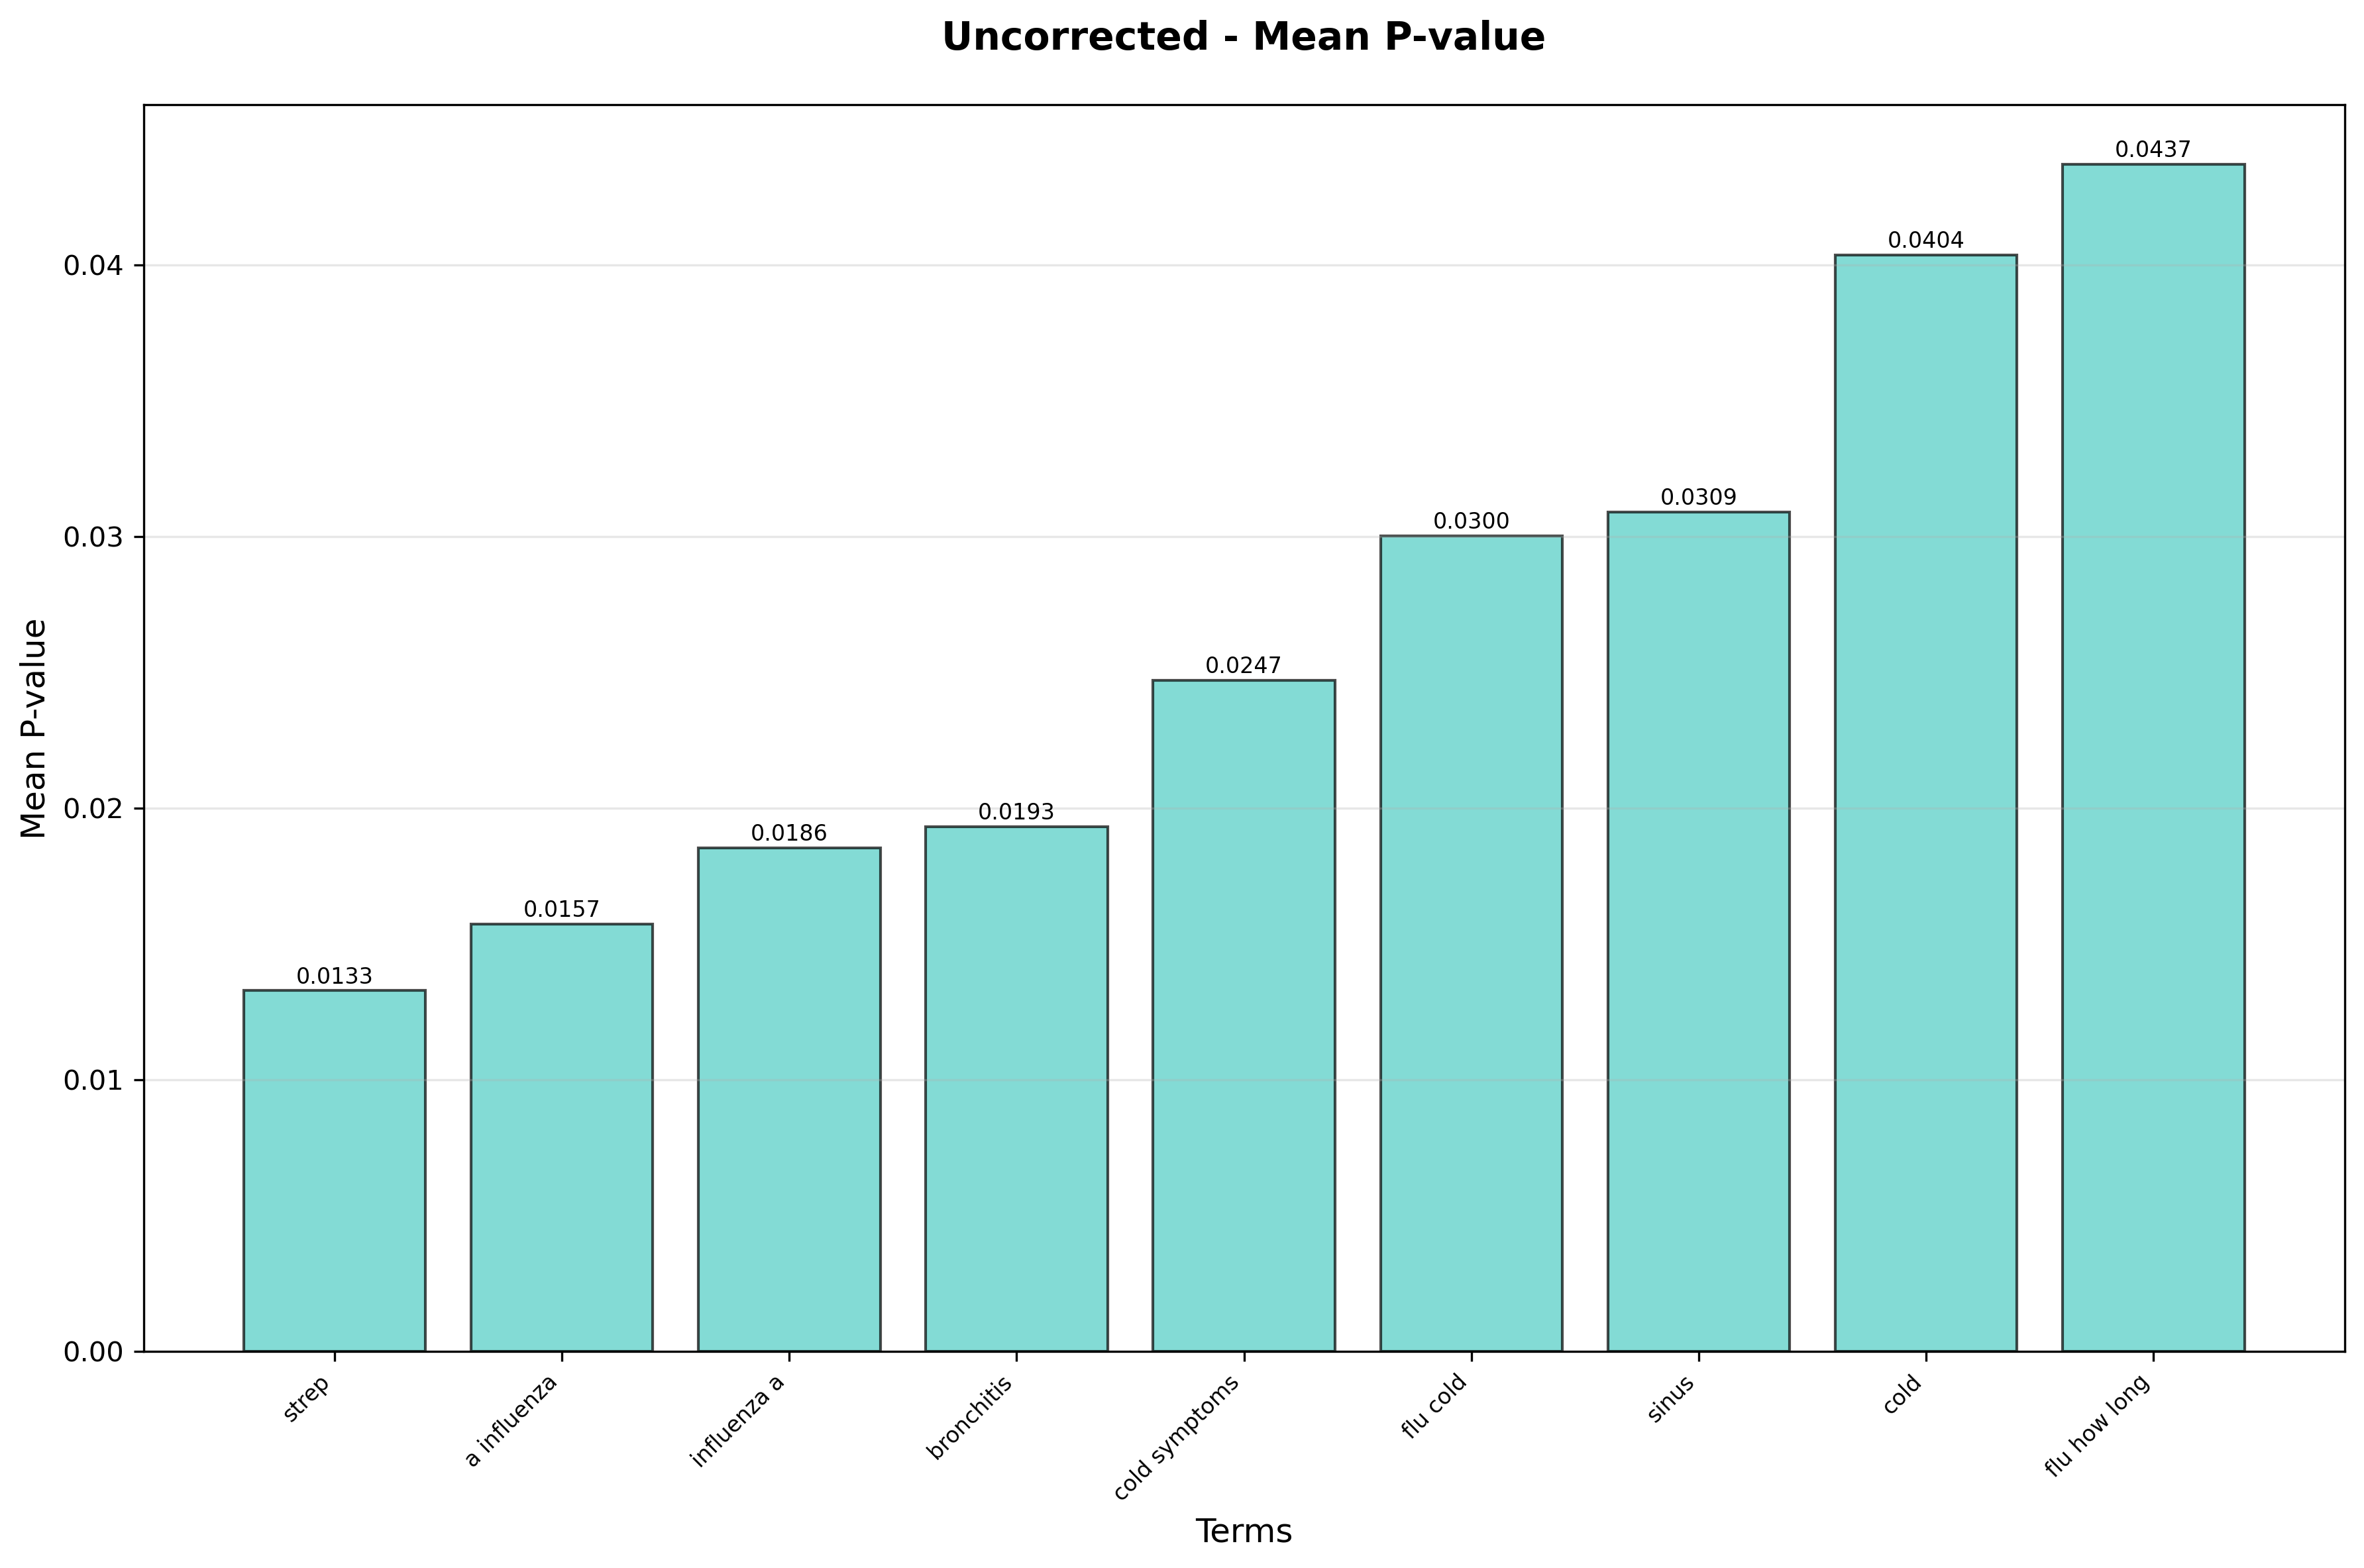 Uncorrected - Mean P-value
Mean P-value
0.04
0.03
0.02
0.01
0.00
0.0133
0.0157
0.0186
0.0193
0.0247
0.0300
0.0309
0.0404
0.0437
strep
a influenza
influenza a
bronchitis
cold symptoms
flu cold
sinus
cold
flu how long
Terms